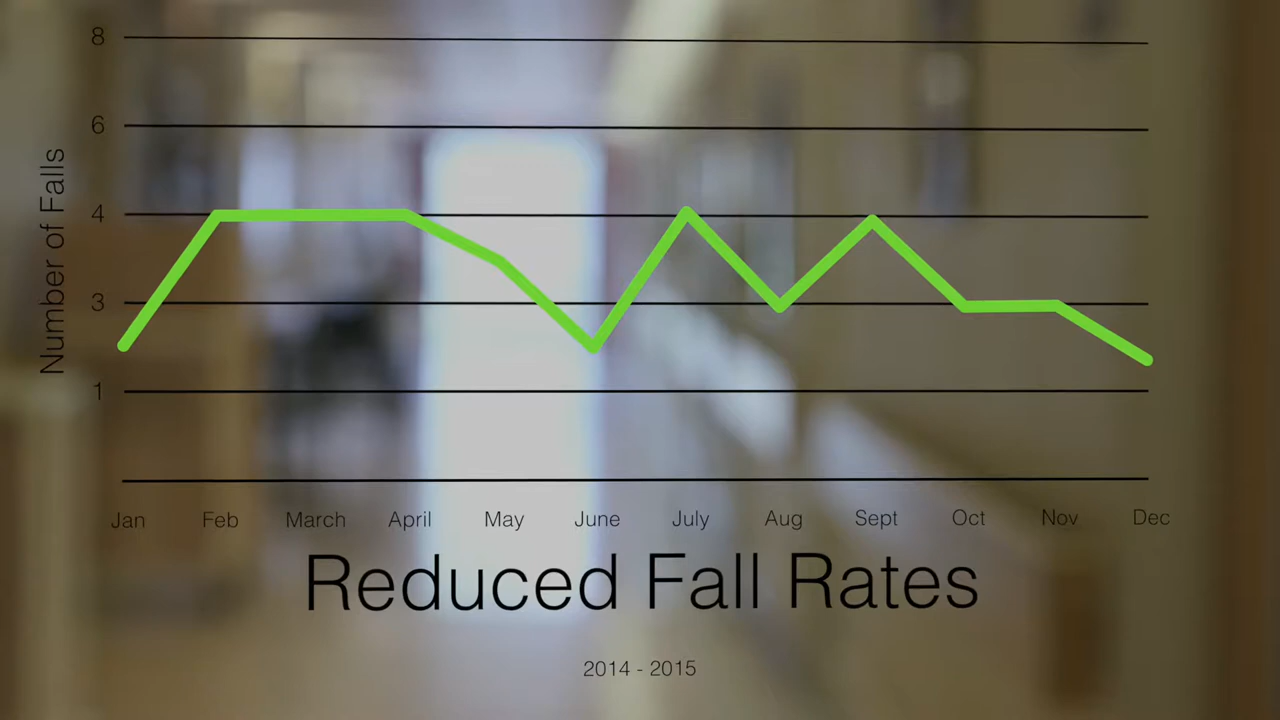 8
6
4
3
1
Number of Falls
Jan Feb March April May June July Aug Sept Oct Nov Dec
Reduced Fall Rates
2014 - 2015